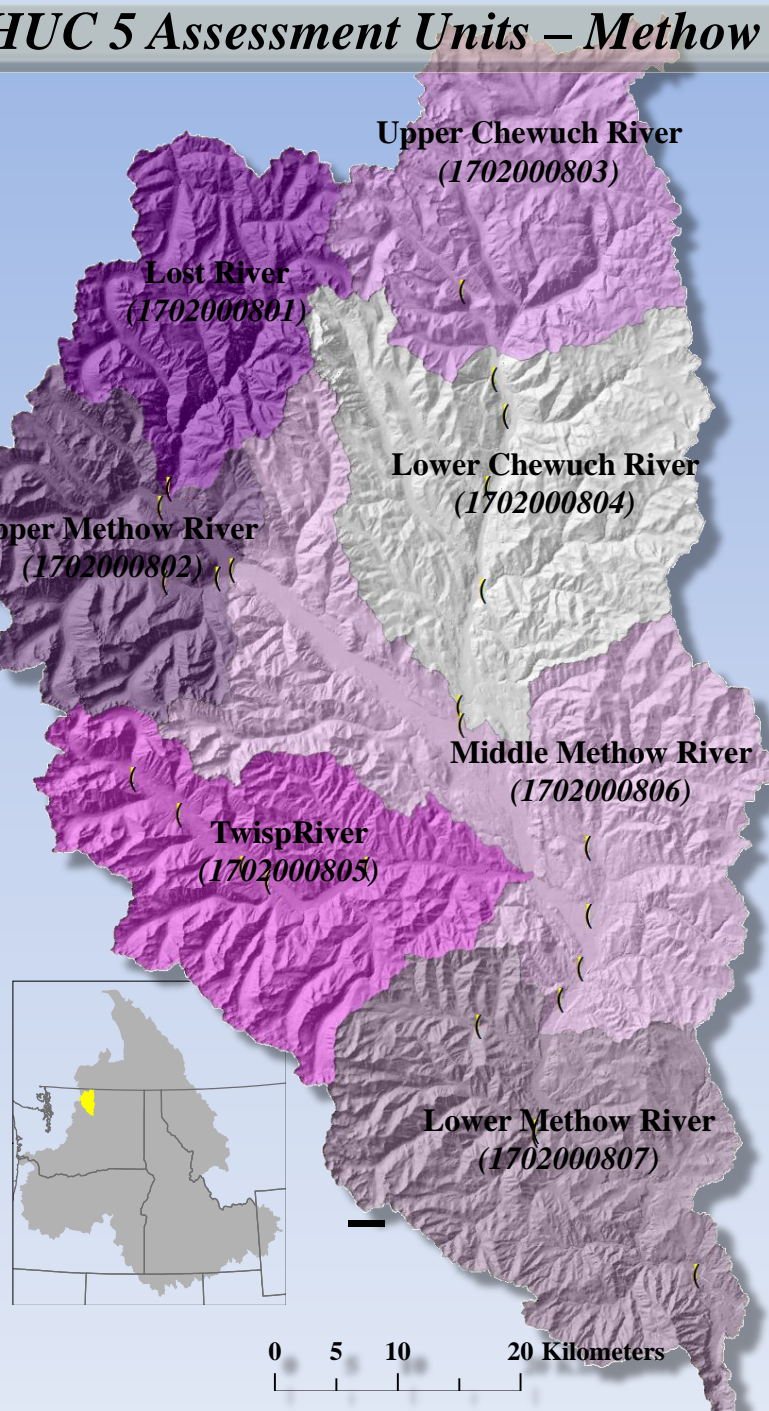 HUC 5 Assessment Units – Methow
Upper Chewuch River
(1702000803)
Lost River
(1702000801)
Lower Chewuch River
(1702000804)
pper Methow River
(1702000802)
Middle Methow River
(1702000806)
TwispRiver
(1702000805)
Lower Methow River
(1702000807)
0 5 10 20 Kilometers